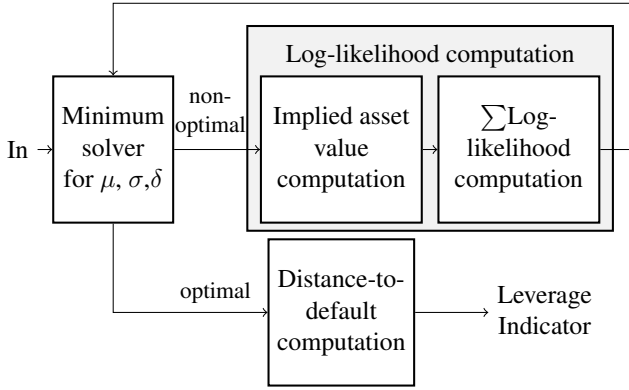 Log-likelihood computation
In
Minimum
solver
for μ, σ,δ
non-
optimal
Implied asset
value
computation
∑Log-
likelihood
computation
optimal
Distance-to-
default
computation
Leverage
Indicator